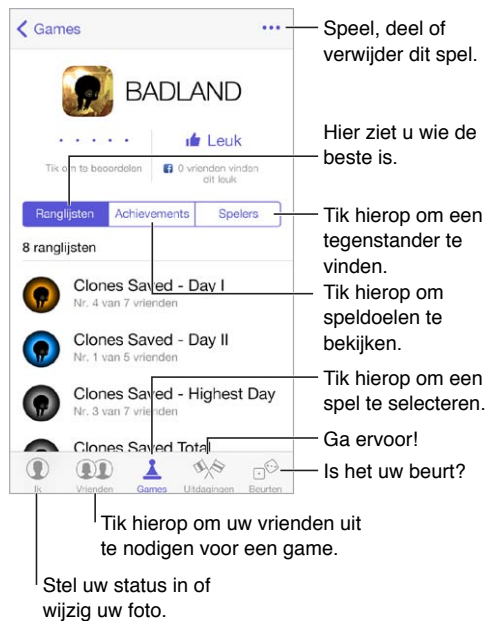 Games
•••
BADLAND
Leuk
Tik om te beoordelen
0 vrienden vinden
dit leuk
Ranglijsten Achievements Spelers
8 ranglijsten
Clones Saved - Day I
Nr. 4 van 7 vrienden
Clones Saved - Day II
Nr. 1 van 5 vrienden
Clones Saved - Highest Day
Nr. 3 van 7 vrienden
Clones Saved Total
Ik Vrienden Games Uitdagingen Beurten
Speel, deel of
verwijder dit spel.
Hier ziet u wie de
beste is.
Tik hierop om een
tegenstander te
vinden.
Tik hierop om
speldoelen te
bekijken.
Tik hierop om een
spel te selecteren.
Ga ervoor!
Is het uw beurt?
Tik hierop om uw vrienden uit
te nodigen voor een game.
Stel uw status in of
wijzig uw foto.